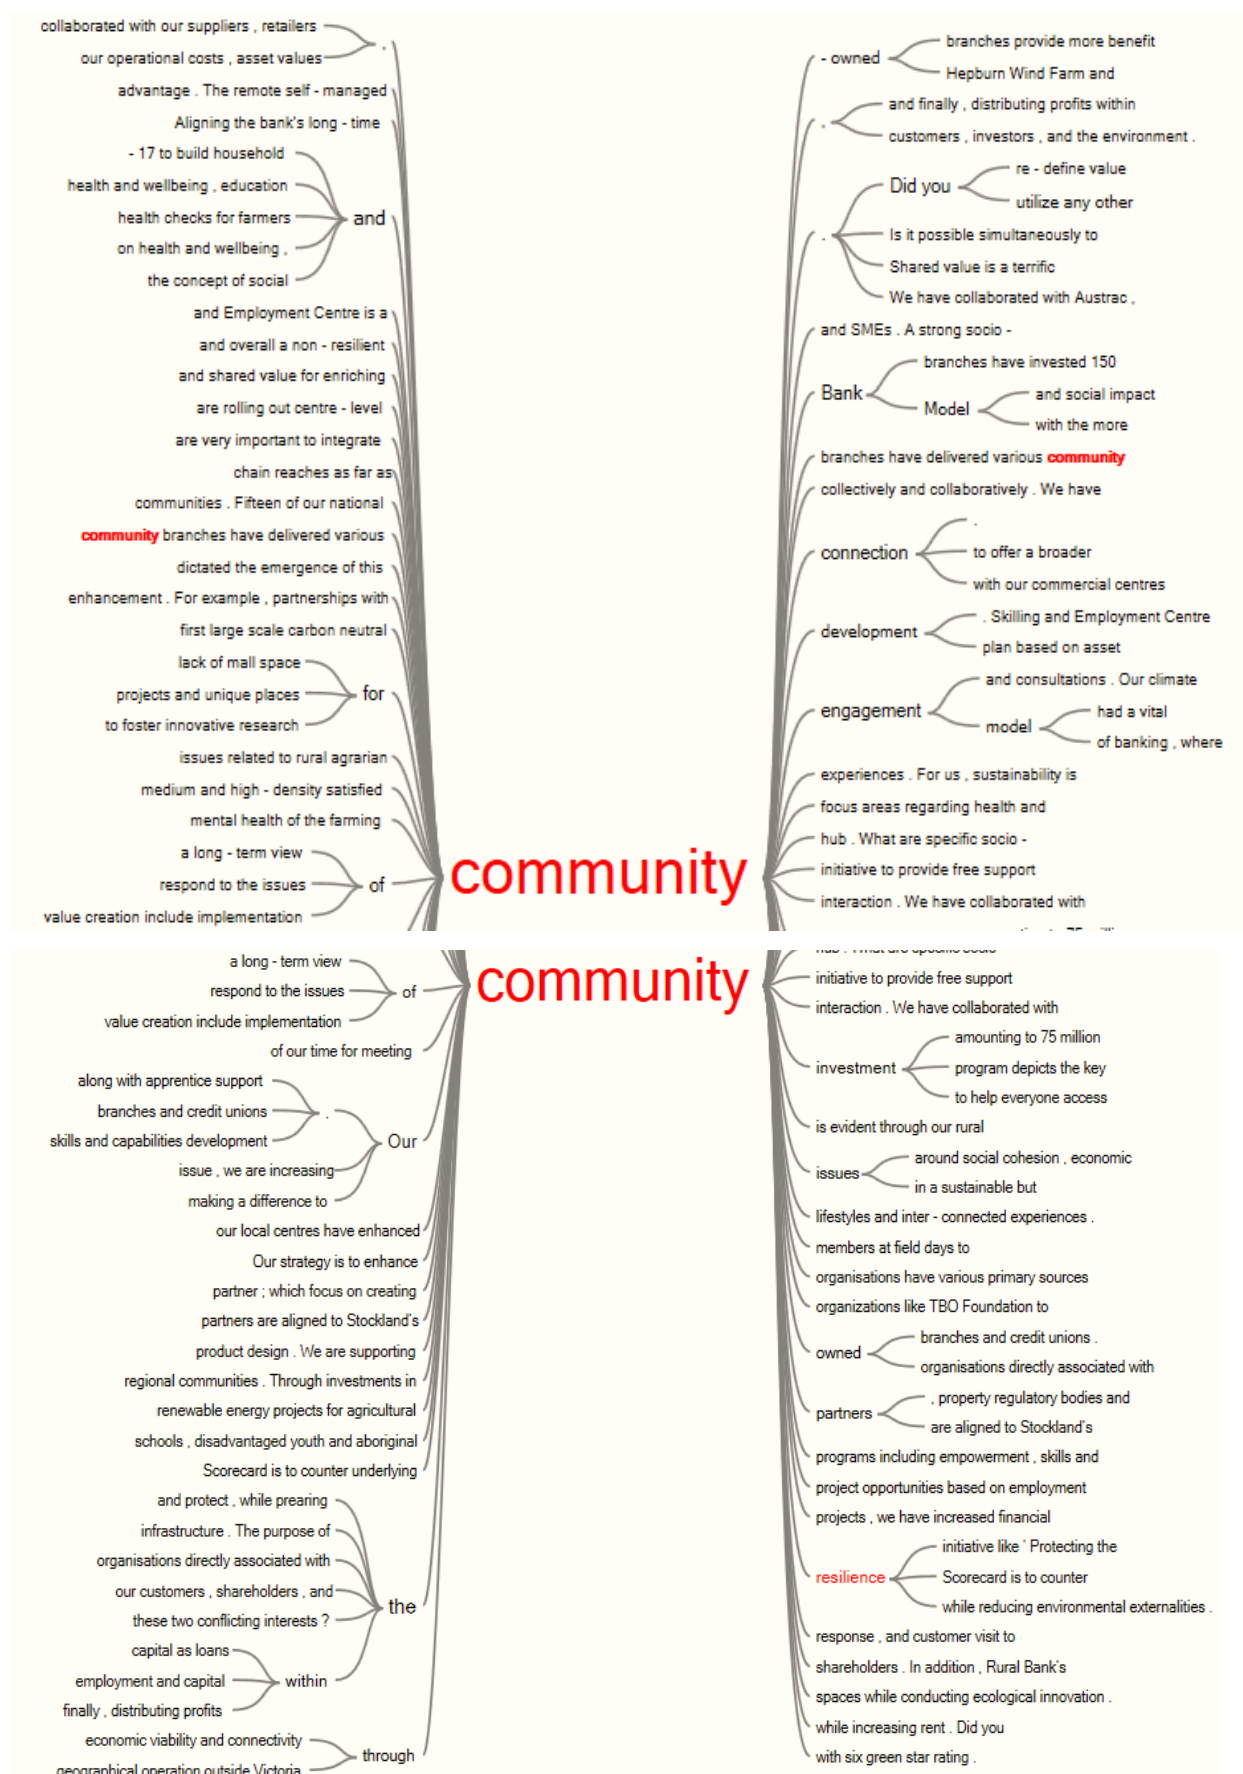 collaborated with our suppliers , retailers
our operational costs , asset values
.
advantage . The remote self - managed
Aligning the bank's long - time
- 17 to build household
health and wellbeing , education
health checks for farmers
on health and wellbeing ,
the concept of social
and
and Employment Centre is a
and overall a non - resilient
and shared value for enriching
are rolling out centre - level
are very important to integrate
chain reaches as far as
communities . Fifteen of our national
community branches have delivered various
dictated the emergence of this
enhancement . For example , partnerships with
first large scale carbon neutral
lack of mall space
projects and unique places
to foster innovative research
for
issues related to rural agrarian
medium and high - density satisfied
mental health of the farming
a long - term view
respond to the issues
value creation include implementation
of
community
- owned
branches provide more benefit
Hepburn Wind Farm and
,
and finally , distributing profits within
customers , investors , and the environment .
.
Did you
re - define value
utilize any other
Is it possible simultaneously to
Shared value is a terrific
We have collaborated with Austrac ,
and SMEs . A strong socio -
Bank
branches have invested 150
Model
and social impact
with the more
branches have delivered various community
collectively and collaboratively . We have
connection
.
to offer a broader
with our commercial centres
development
. Skilling and Employment Centre
plan based on asset
engagement
and consultations . Our climate
model
had a vital
of banking , where
experiences . For us , sustainability is
focus areas regarding health and
hub . What are specific socio -
initiative to provide free support
interaction . We have collaborated with
a long - term view
respond to the issues
value creation include implementation
of
of our time for meeting
along with apprentice support
branches and credit unions
skills and capabilities development
.
issue , we are increasing
making a difference to
Our
our local centres have enhanced
Our strategy is to enhance
partner ; which focus on creating
partners are aligned to Stockland's
product design . We are supporting
regional communities . Through investments in
renewable energy projects for agricultural
schools , disadvantaged youth and aboriginal
Scorecard is to counter underlying
and protect , while prearing
infrastructure . The purpose of
organisations directly associated with
our customers , shareholders , and
these two conflicting interests ?
capital as loans
employment and capital
finally , distributing profits
within
the
economic viability and connectivity
geographical operation outside Victoria
through
community
initiative to provide free support
interaction . We have collaborated with
investment
amounting to 75 million
program depicts the key
to help everyone access
is evident through our rural
issues
around social cohesion , economic
in a sustainable but
lifestyles and inter - connected experiences .
members at field days to
organisations have various primary sources
organizations like TBO Foundation to
owned
branches and credit unions .
organisations directly associated with
partners
, property regulatory bodies and
are aligned to Stockland's
programs including empowerment , skills and
project opportunities based on employment
projects , we have increased financial
resilience
initiative like ' Protecting the
Scorecard is to counter
while reducing environmental externalities .
response , and customer visit to
shareholders . In addition , Rural Bank's
spaces while conducting ecological innovation .
while increasing rent . Did you
with six green star rating .